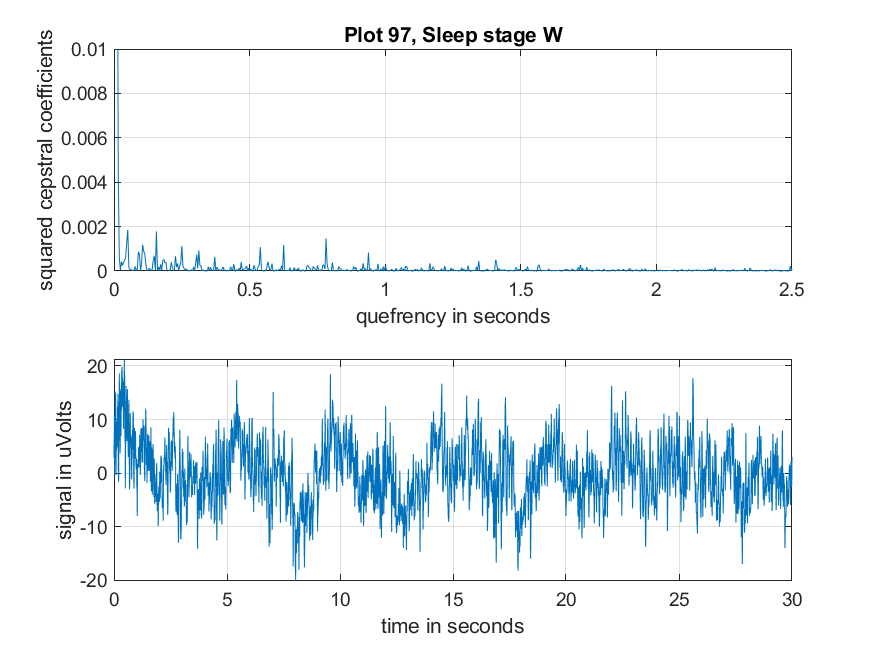 Plot 97, Sleep stage W
squared cepstral coefficients
0.01
0.008
0.006
0.004
0.002
0
0 0.5 1 1.5 2 2.5
quefrency in seconds
signal in uVolts
20
10
0
-10
-20
0 5 10 15 20 25 30
time in seconds